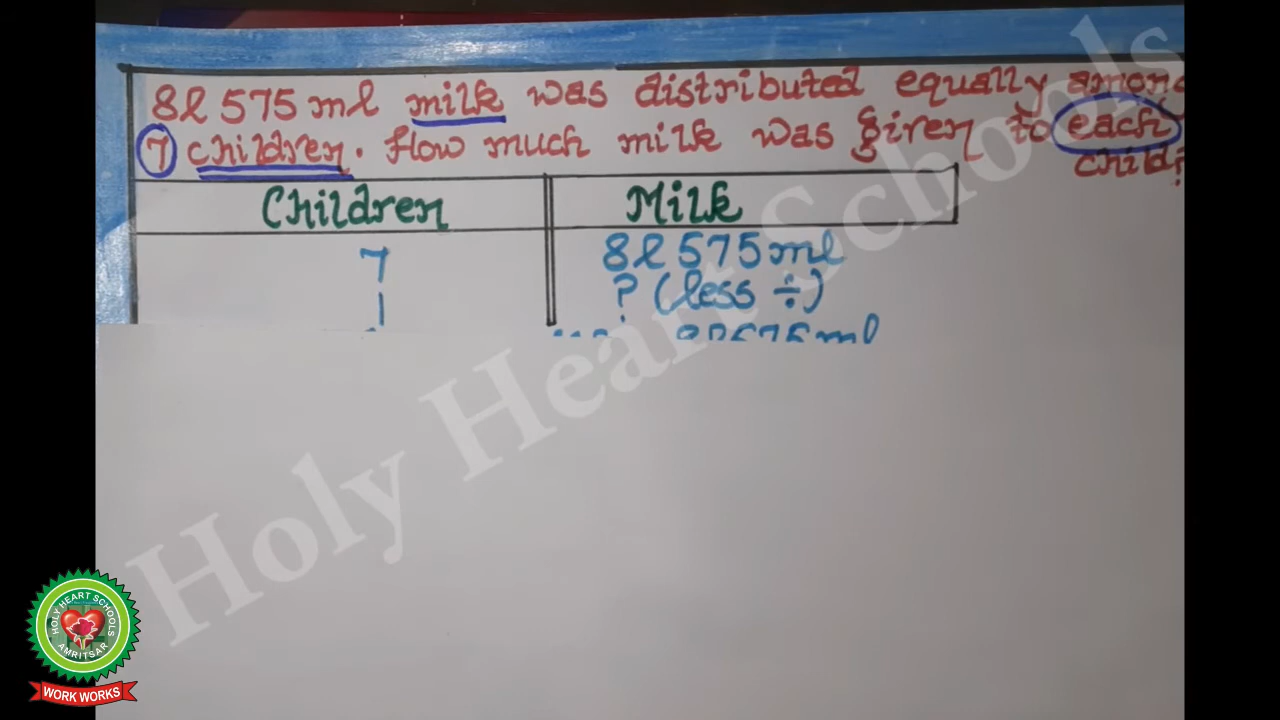 8l 575 ml milk was distributed equally among
7 children. How much milk was given to each
child?
Children Milk
7 8l 575 ml
1 ? (less ÷)
Holy Heart Schools
HOLY HEART SCHOOLS
AMRITSAR
WORK WORKS